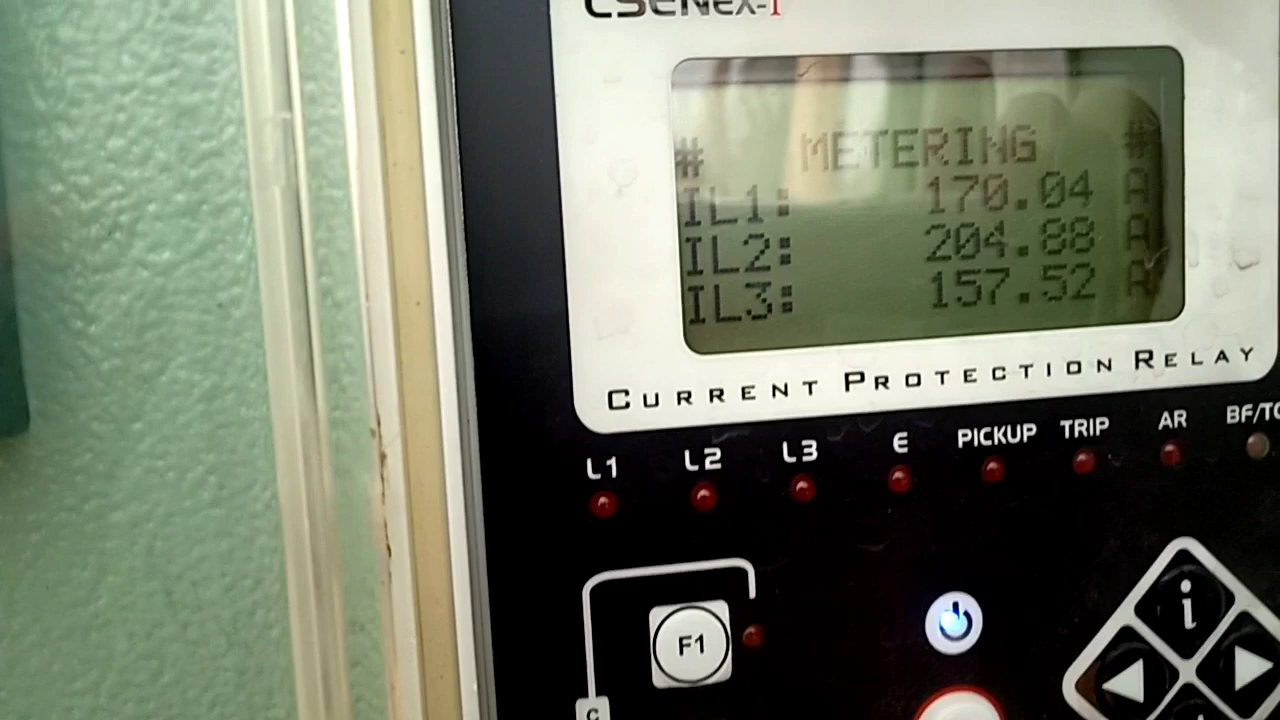 CSENEX-I
# METERING #
IL1: 170.04 A
IL2: 204.88 A
IL3: 157.52 A
CURRENT PROTECTION RELAY
L1 L2 L3 E PICKUP TRIP AR
F1
i
C